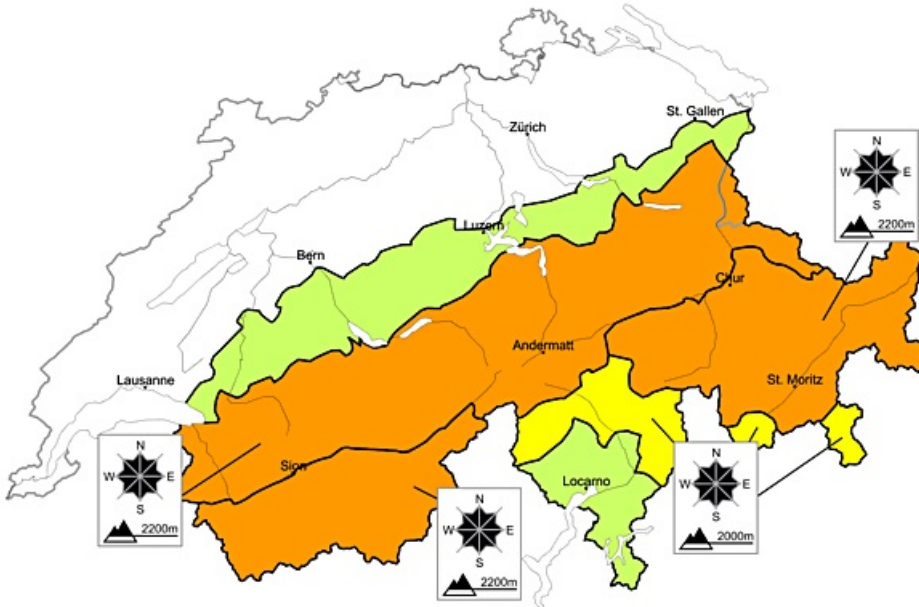 St. Gallen
Zürich
N
W E
S
2200m
Luzern
Bern
Chur
Andermatt
Lausanne
St. Moritz
N
W E
S
2200m
Sion
Locarno
N
W E
S
2000m
N
W E
S
2200m